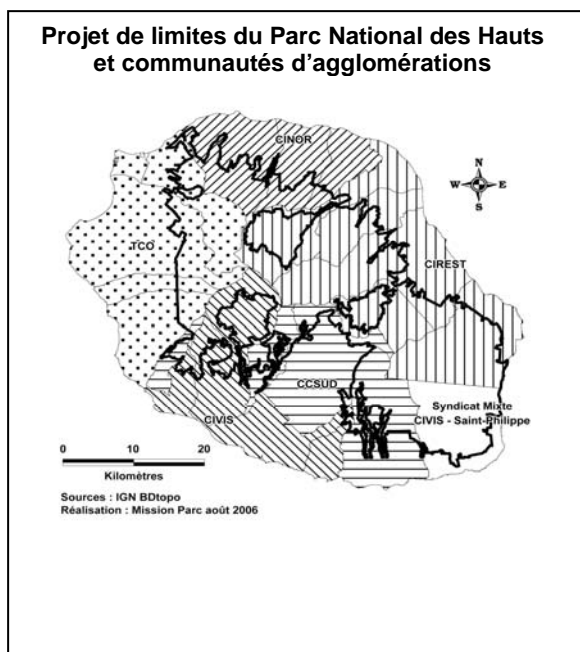 Projet de limites du Parc National des Hauts
et communautés d'agglomérations
CINOR
N
W E
S
TCO
CIREST
CCSUD
Syndicat Mixte
CIVIS - Saint-Philippe
CIVIS
0 10 20
Kilomètres
Sources : IGN BDtopo
Réalisation : Mission Parc août 2006